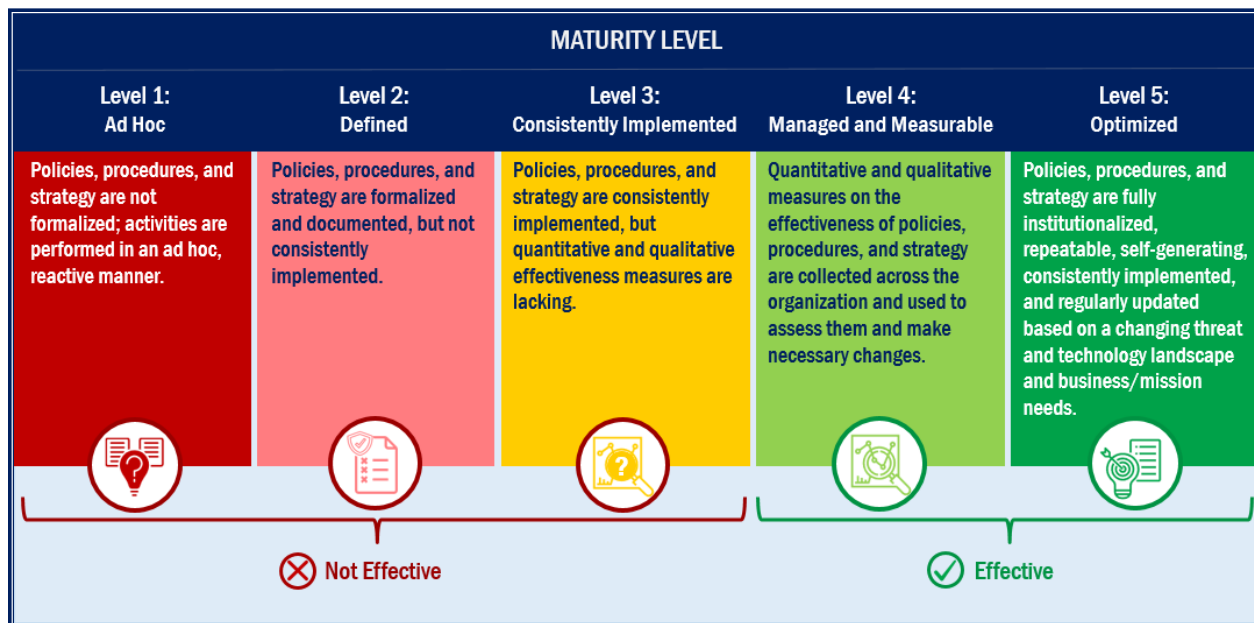 MATURITY LEVEL
Level 1:
Ad Hoc
Level 2:
Defined
Level 3:
Consistently Implemented
Level 4:
Managed and Measurable
Level 5:
Optimized
Policies, procedures, and
strategy are not
formalized; activities are
performed in an ad hoc,
reactive manner.
Policies, procedures, and
strategy are formalized
and documented, but not
consistently
implemented.
Policies, procedures, and
strategy are consistently
implemented, but
quantitative and qualitative
effectiveness measures are
lacking.
Quantitative and qualitative
measures on the
effectiveness of policies,
procedures, and strategy
are collected across the
organization and used to
assess them and make
necessary changes.
Policies, procedures, and
strategy are fully
institutionalized,
repeatable, self-generating,
consistently implemented,
and regularly updated
based on a changing threat
and technology landscape
and business/mission
needs.
?
?
Not Effective
Effective